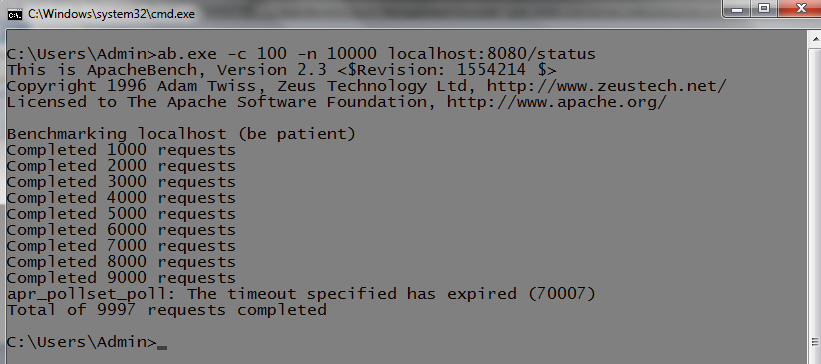 C:\Windows\system32\cmd.exe
C:\Users\Admin>ab.exe -c 100 -n 10000 localhost:8080/status
This is ApacheBench, Version 2.3 <$Revision: 1554214 $>
Copyright 1996 Adam Twiss, Zeus Technology Ltd, http://www.zeustech.net/
Licensed to The Apache Software Foundation, http://www.apache.org/
Benchmarking localhost (be patient)
Completed 1000 requests
Completed 2000 requests
Completed 3000 requests
Completed 4000 requests
Completed 5000 requests
Completed 6000 requests
Completed 7000 requests
Completed 8000 requests
Completed 9000 requests
apr_pollset_poll: The timeout specified has expired (70007)
Total of 9997 requests completed
C:\Users\Admin>_